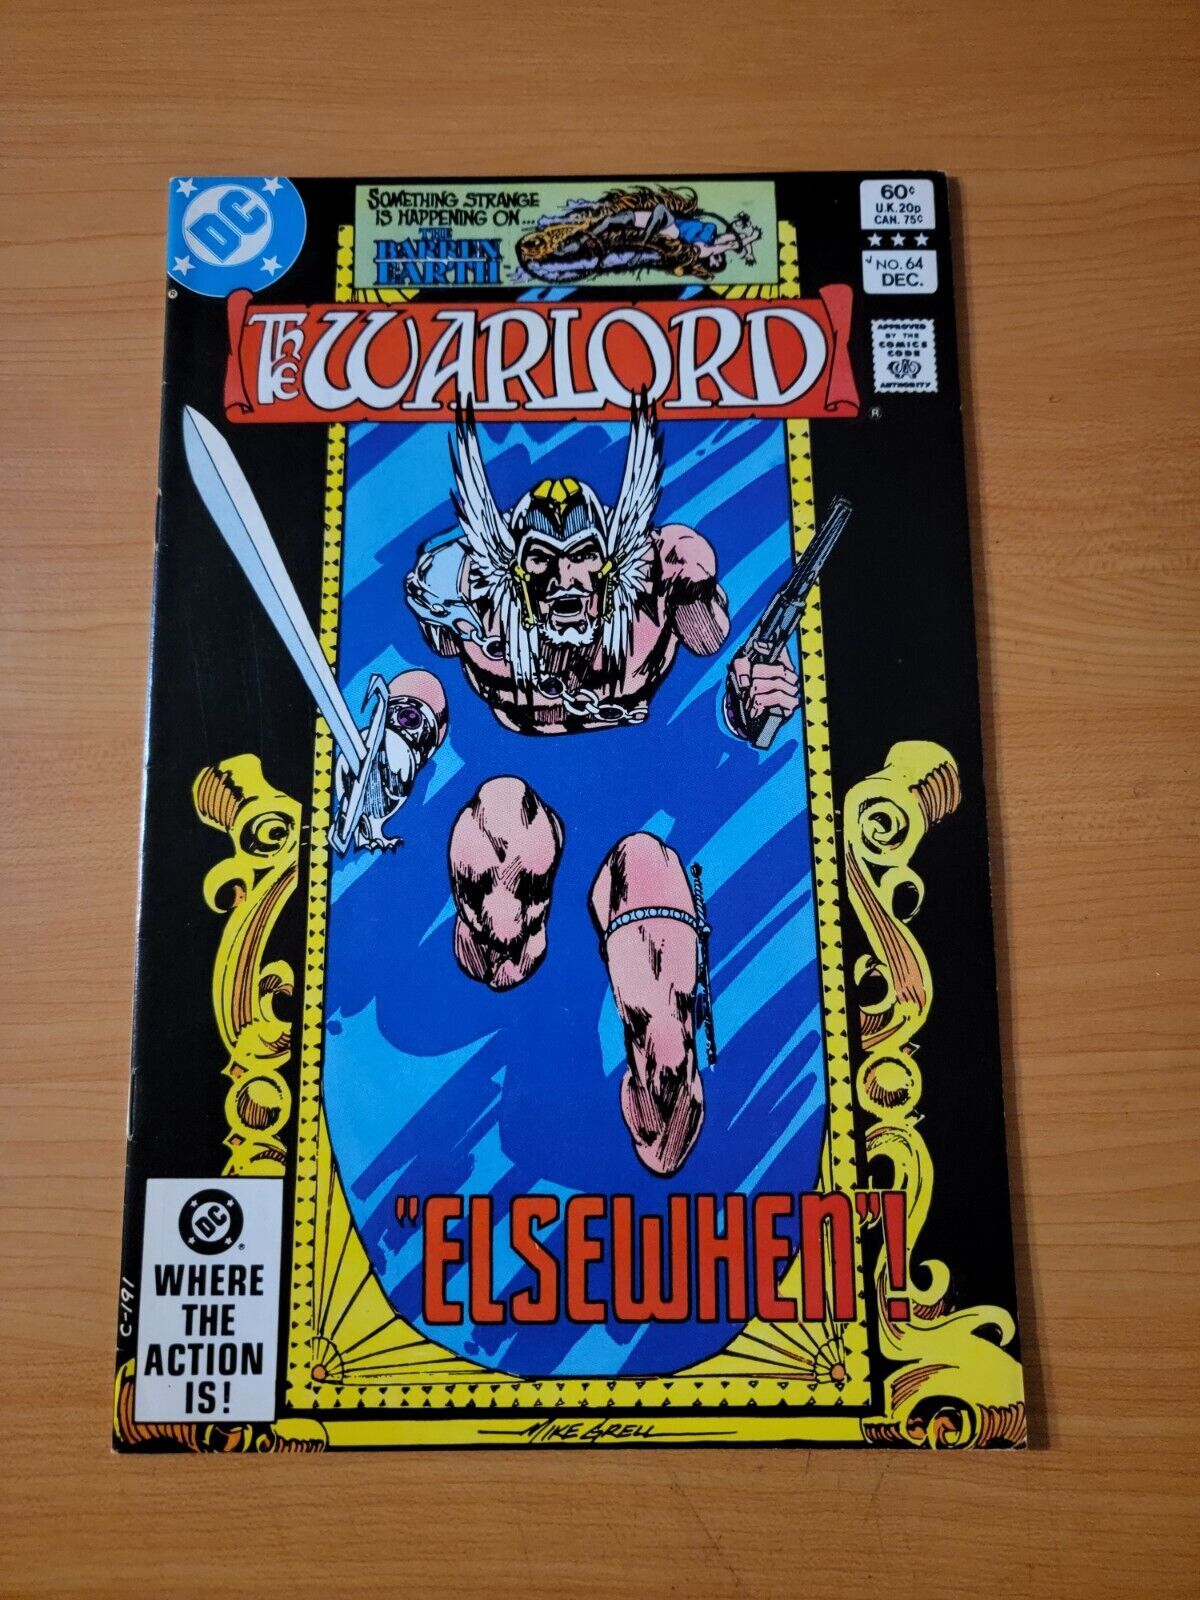 DC
SOMETHING STRANGE
IS HAPPENING ON...
THE
BARREN
EARTH
60¢
U.K. 20p
CAN. 75¢
NO. 64
DEC.
APPROVED
BY THE
COMICS
CODE
AUTHORITY
®
THE WARLORD
®
"ELSEWHEN"!
DC
®
WHERE
THE
ACTION
IS!
C-191
MIKE GRELL